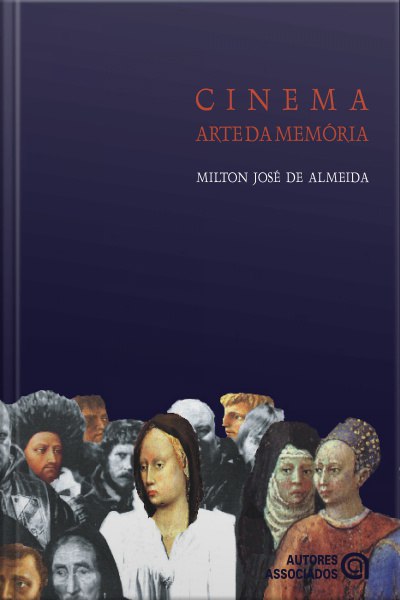 CINEMA
ARTE DA MEMÓRIA
MILTON JOSÉ DE ALMEIDA
AUTORES
ASSOCIADOS